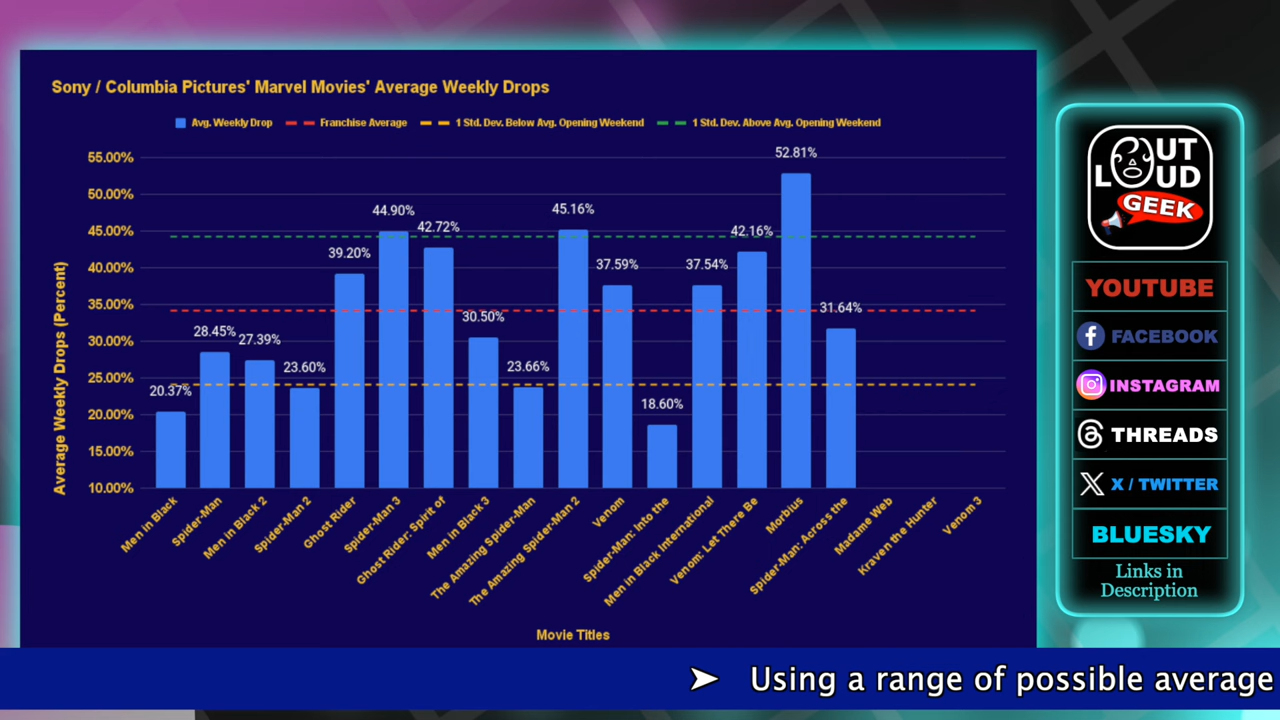 Sony / Columbia Pictures' Marvel Movies' Average Weekly Drops
Avg. Weekly Drop
Franchise Average
1 Std. Dev. Below Avg. Opening Weekend
1 Std. Dev. Above Avg. Opening Weekend
Average Weekly Drops (Percent)
55.00%
50.00%
45.00%
40.00%
35.00%
30.00%
25.00%
20.00%
15.00%
10.00%
20.37%
28.45%
27.39%
23.60%
39.20%
44.90%
42.72%
30.50%
23.66%
45.16%
37.59%
18.60%
37.54%
42.16%
52.81%
31.64%
Men in Black
Spider-Man
Men in Black 2
Spider-Man 2
Ghost Rider
Spider-Man 3
Ghost Rider: Spirit of
Men in Black 3
The Amazing Spider-Man
The Amazing Spider-Man 2
Venom
Spider-Man: Into the
Men in Black International
Venom: Let There Be
Morbius
Spider-Man: Across the
Madame Web
Kraven the Hunter
Venom 3
Movie Titles
OUT
LOUD
GEEK
YOUTUBE
FACEBOOK
INSTAGRAM
THREADS
X / TWITTER
BLUESKY
Links in
Description
➤ Using a range of possible average